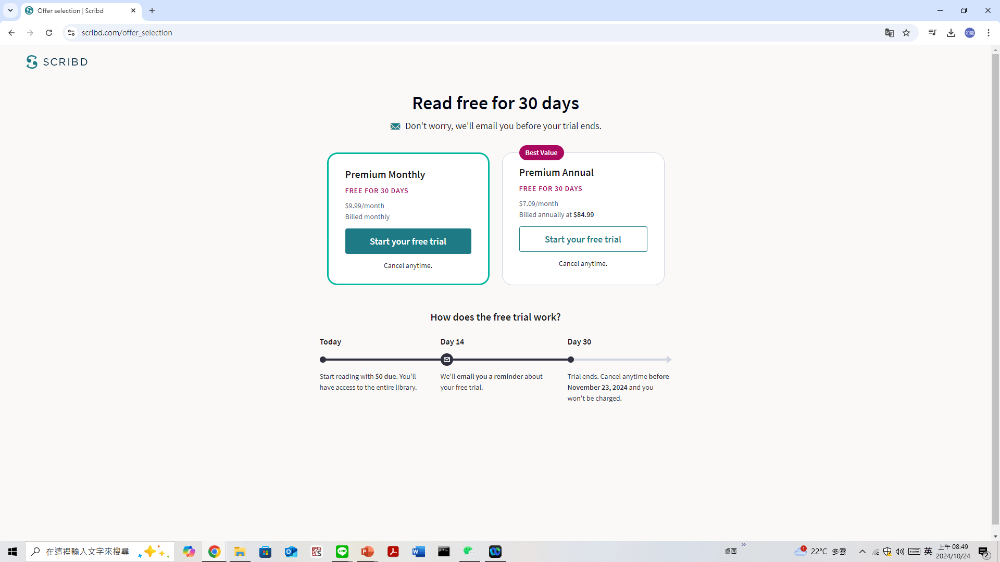 Offer selection | Scribd
scribd.com/offer_selection
如龍
SCRIBD
Read free for 30 days
Don't worry, we'll email you before your trial ends.
Premium Monthly
FREE FOR 30 DAYS
$9.99/month
Billed monthly
Start your free trial
Cancel anytime.
Best Value
Premium Annual
FREE FOR 30 DAYS
$7.09/month
Billed annually at $84.99
Start your free trial
Cancel anytime.
How does the free trial work?
Today
Start reading with $0 due. You'll
have access to the entire library.
Day 14
We'll email you a reminder about
your free trial.
Day 30
Trial ends. Cancel anytime before
November 23, 2024 and you
won't be charged.
在這裡輸入文字來搜尋
LINE
桌面
1
22°C 多雲
英
上午 08:49
2024/10/24
2